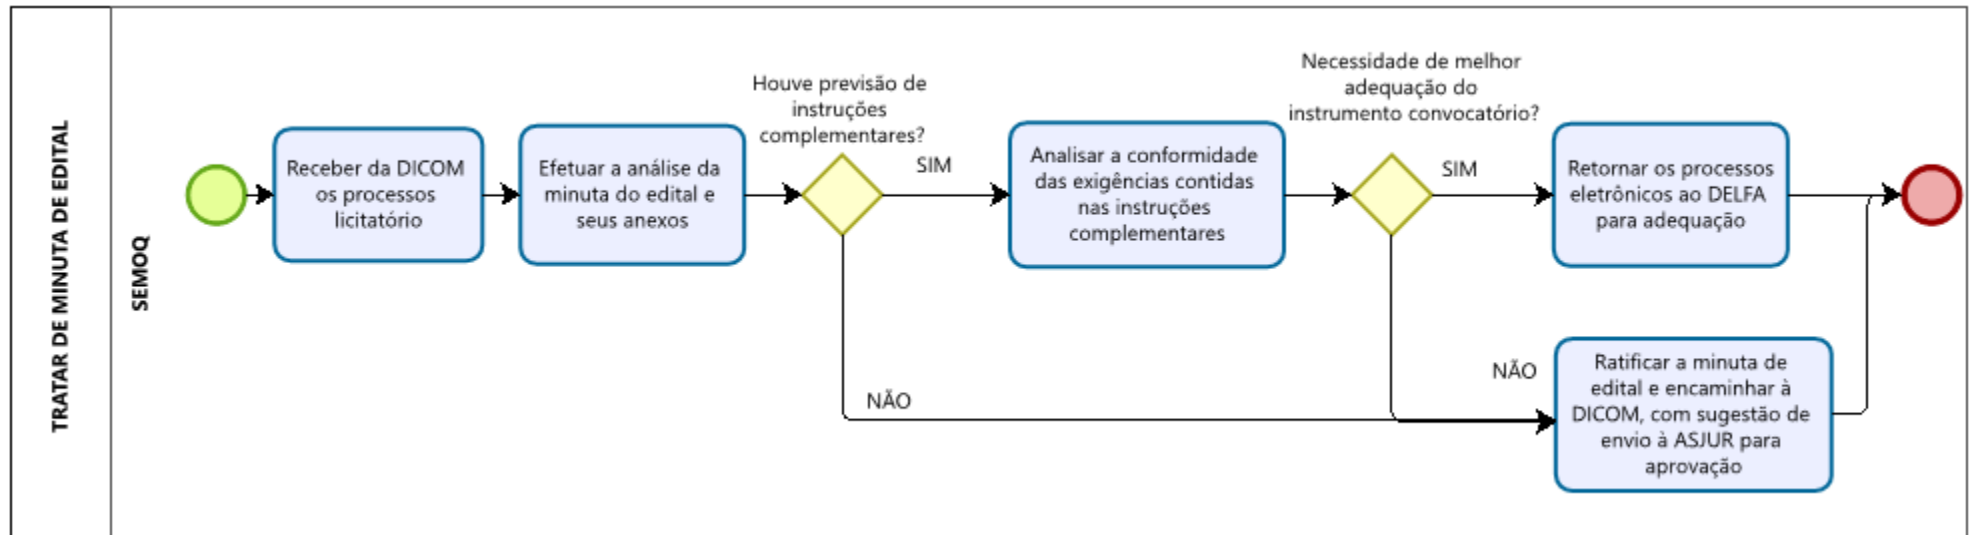 TRATAR DE MINUTA DE EDITAL
SEMOQ
Receber da DICOM
os processos
licitatório
Efetuar a análise da
minuta do edital e
seus anexos
Houve previsão de
instruções
complementares?
SIM
NÃO
Analisar a conformidade
das exigências contidas
nas instruções
complementares
Necessidade de melhor
adequação do
instrumento convocatório?
SIM
NÃO
Retornar os processos
eletrônicos ao DELFA
para adequação
Ratificar a minuta de
edital e encaminhar à
DICOM, com sugestão de
envio à ASJUR para
aprovação